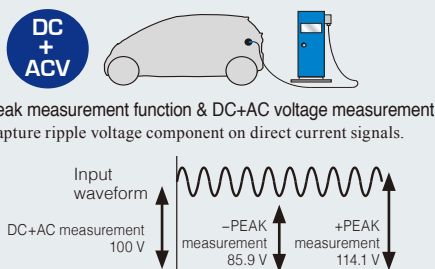 DC
+
ACV
eak measurement function & DC+AC voltage measurement
apture ripple voltage component on direct current signals.
Input
waveform
DC+AC measurement
100 V
−PEAK
measurement
85.9 V
+PEAK
measurement
114.1 V